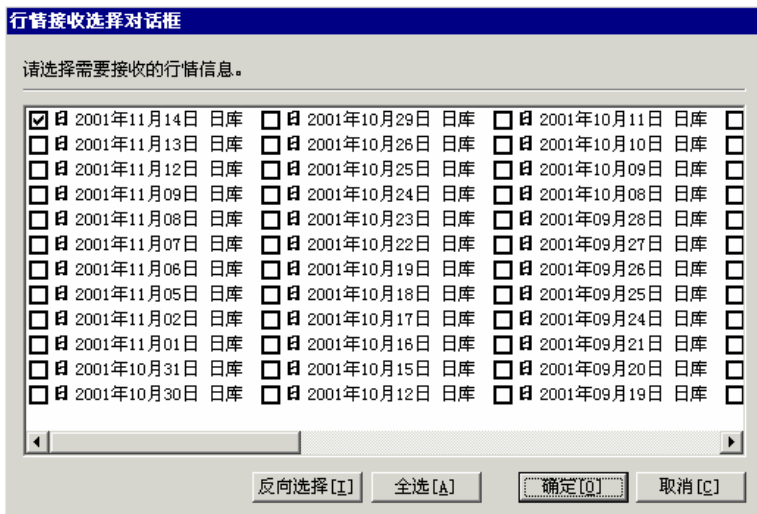 行情接收选择对话框
请选择需要接收的行情信息。
2001年11月14日 日库 2001年10月29日 日库 2001年10月11日 日库
2001年11月13日 日库 2001年10月26日 日库 2001年10月10日 日库
2001年11月12日 日库 2001年10月25日 日库 2001年10月09日 日库
2001年11月09日 日库 2001年10月24日 日库 2001年10月08日 日库
2001年11月08日 日库 2001年10月23日 日库 2001年09月28日 日库
2001年11月07日 日库 2001年10月22日 日库 2001年09月27日 日库
2001年11月06日 日库 2001年10月19日 日库 2001年09月26日 日库
2001年11月05日 日库 2001年10月18日 日库 2001年09月25日 日库
2001年11月02日 日库 2001年10月17日 日库 2001年09月24日 日库
2001年11月01日 日库 2001年10月16日 日库 2001年09月21日 日库
2001年10月31日 日库 2001年10月15日 日库 2001年09月20日 日库
2001年10月30日 日库 2001年10月12日 日库 2001年09月19日 日库
反向选择[I] 全选[A] 确定[O] 取消[C]